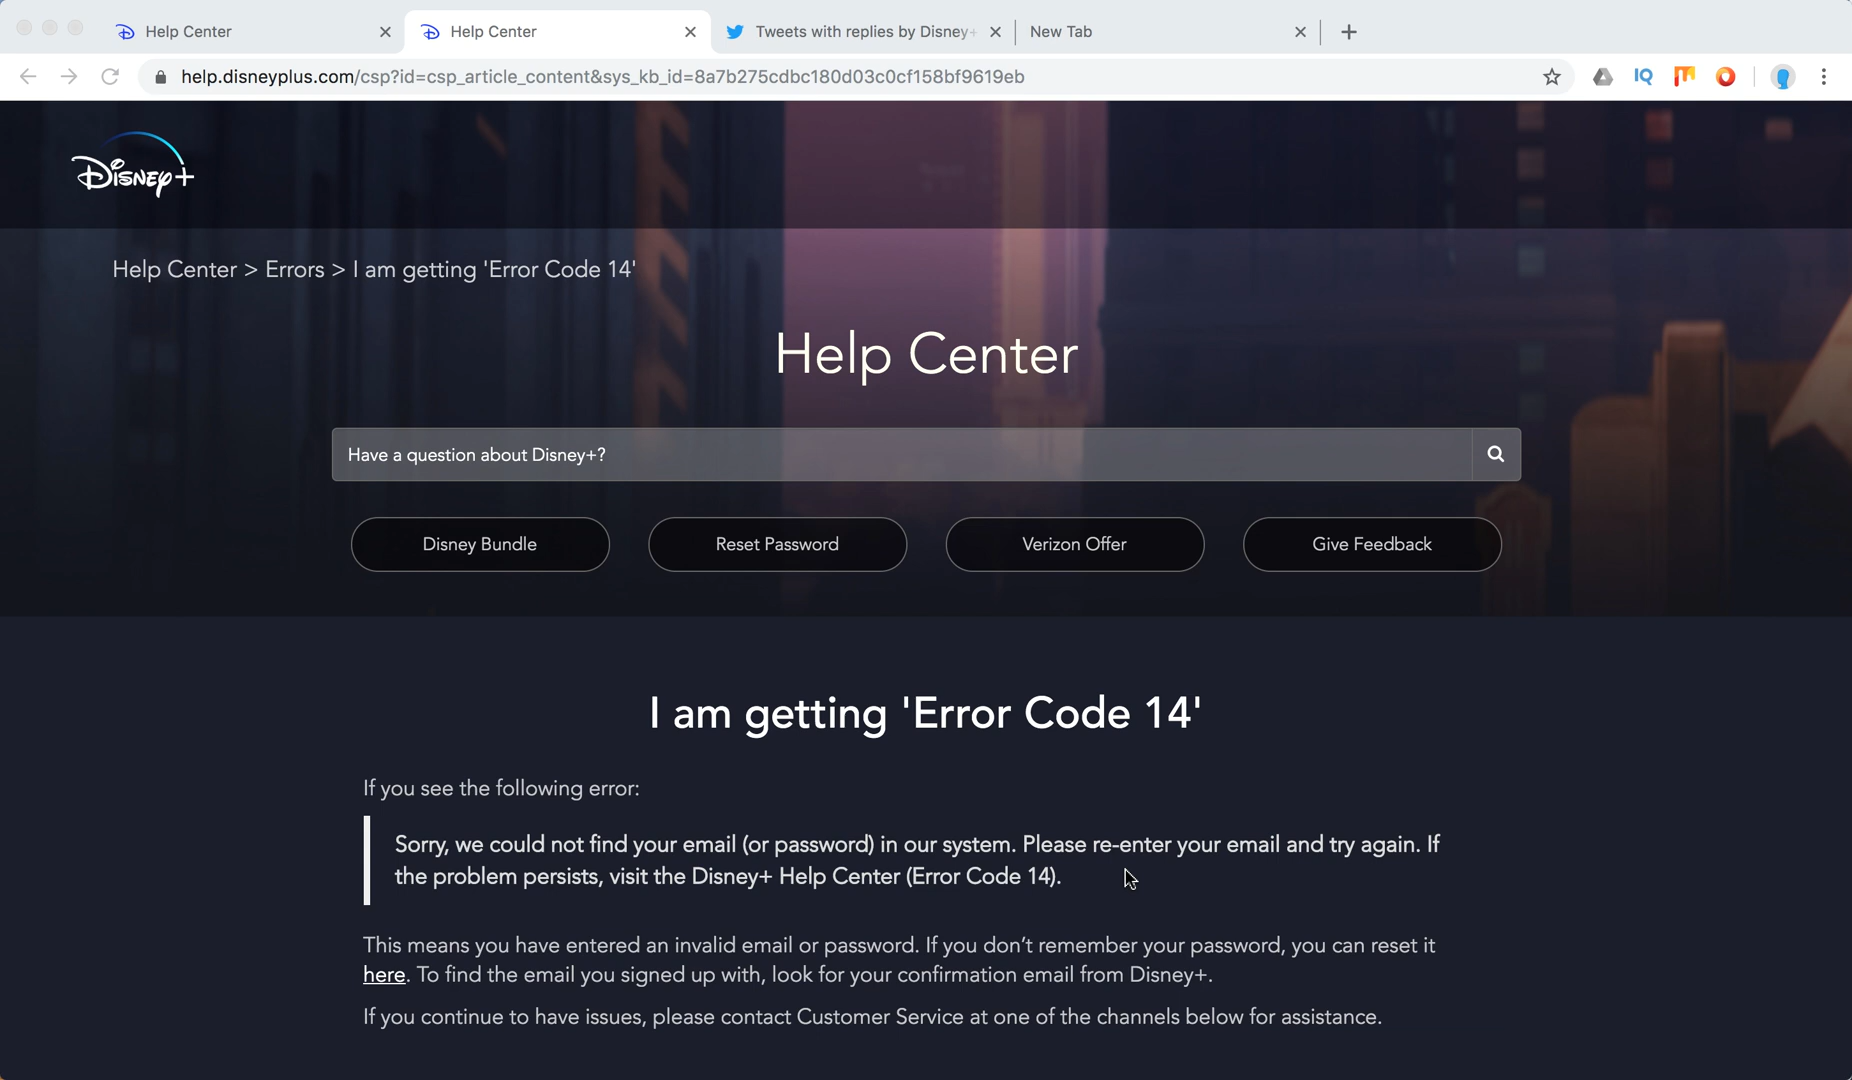 Help Center
Help Center
Tweets with replies by Disney+
New Tab
help.disneyplus.com/csp?id=csp_article_content&sys_kb_id=8a7b275cdbc180d03c0cf158bf9619eb
IQ
Disney+
Help Center > Errors > I am getting 'Error Code 14'
Help Center
Have a question about Disney+?
Disney Bundle
Reset Password
Verizon Offer
Give Feedback
I am getting 'Error Code 14'
If you see the following error:
Sorry, we could not find your email (or password) in our system. Please re-enter your email and try again. If
the problem persists, visit the Disney+ Help Center (Error Code 14).
This means you have entered an invalid email or password. If you don’t remember your password, you can reset it
here. To find the email you signed up with, look for your confirmation email from Disney+.
If you continue to have issues, please contact Customer Service at one of the channels below for assistance.